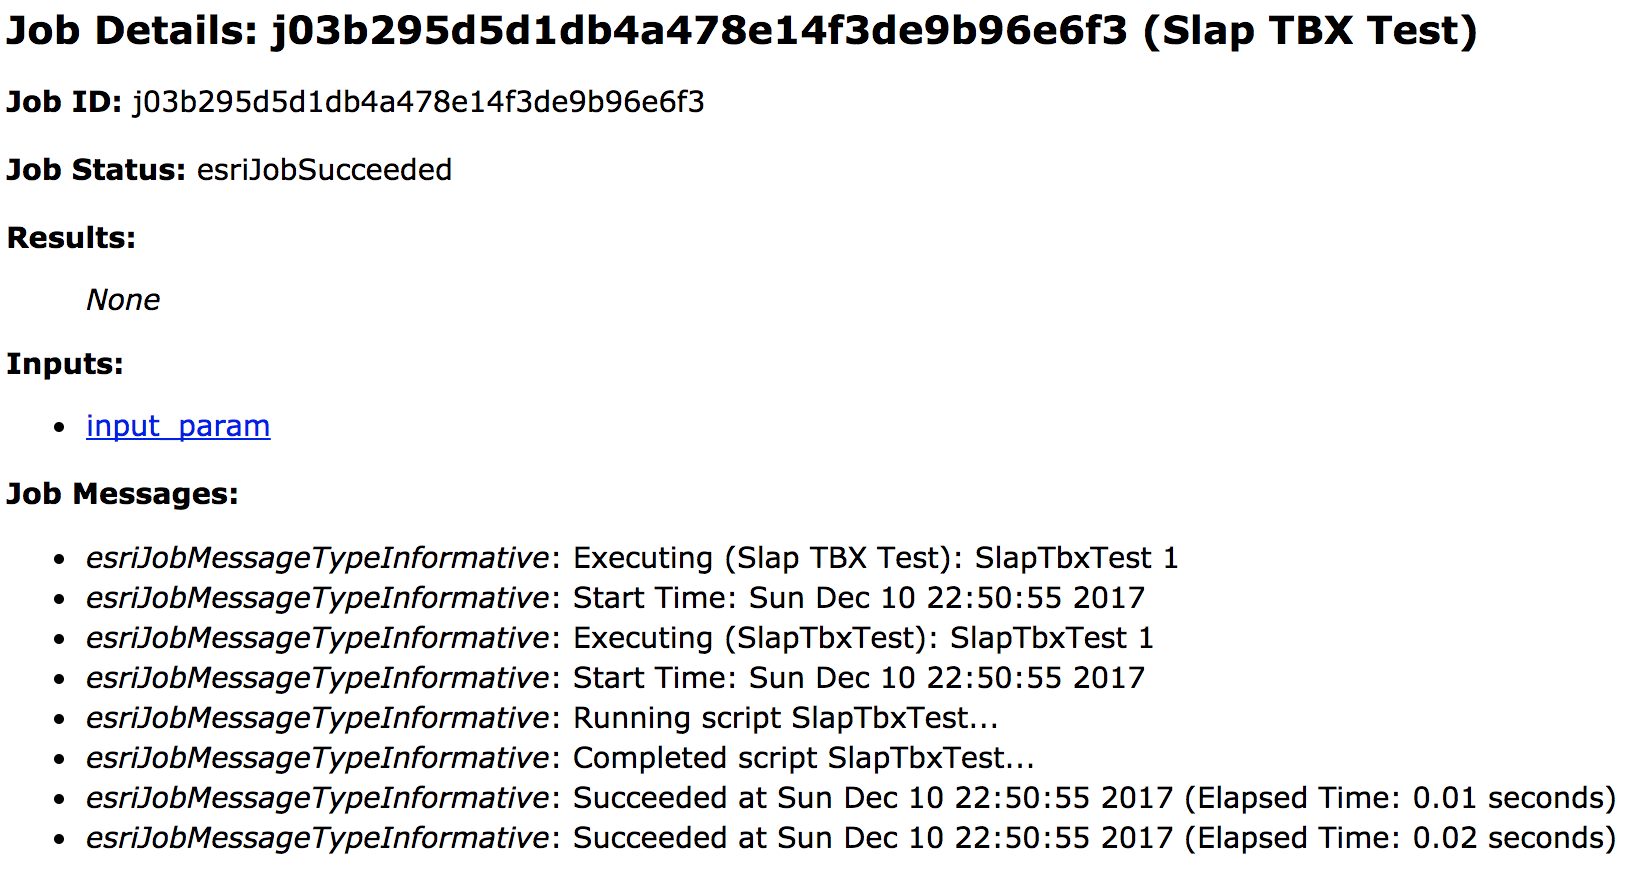 Job Details: j03b295d5d1db4a478e14f3de9b96e6f3 (Slap TBX Test)
Job ID: j03b295d5d1db4a478e14f3de9b96e6f3
Job Status: esriJobSucceeded
Results:
None
Inputs:
• input_param
Job Messages:
• esriJobMessageTypeInformative: Executing (Slap TBX Test): SlapTbxTest 1
• esriJobMessageTypeInformative: Start Time: Sun Dec 10 22:50:55 2017
• esriJobMessageTypeInformative: Executing (SlapTbxTest): SlapTbxTest 1
• esriJobMessageTypeInformative: Start Time: Sun Dec 10 22:50:55 2017
• esriJobMessageTypeInformative: Running script SlapTbxTest...
• esriJobMessageTypeInformative: Completed script SlapTbxTest...
• esriJobMessageTypeInformative: Succeeded at Sun Dec 10 22:50:55 2017 (Elapsed Time: 0.01 seconds)
• esriJobMessageTypeInformative: Succeeded at Sun Dec 10 22:50:55 2017 (Elapsed Time: 0.02 seconds)